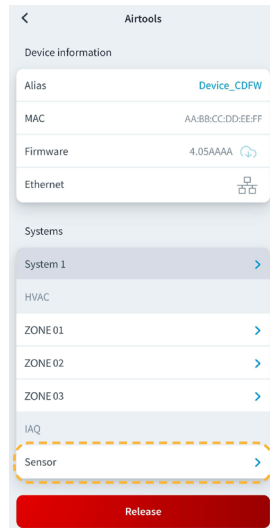 Airtools
Device information
Alias Device_CDFW
MAC AA:BB:CC:DD:EE:FF
Firmware 4.05AAAA
Ethernet
Systems
System 1
HVAC
ZONE 01
ZONE 02
ZONE 03
IAQ
Sensor
Release